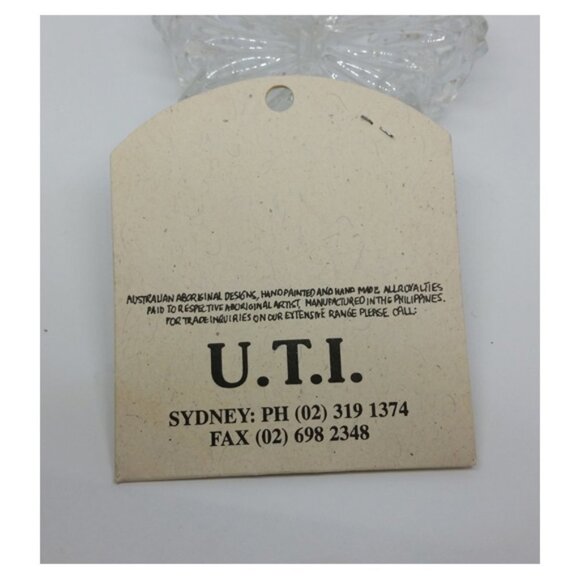 AUSTRALIAN ABORIGINAL DESIGNS, HANDPAINTED AND HAND MADE. ALL ROYALTIES
PAID TO RESPECTIVE ABORIGINAL ARTIST. MANUFACTURED IN THE PHILIPPINES.
FOR TRADE INQUIRIES ON OUR EXTENSIVE RANGE PLEASE CALL:
U.T.I.
SYDNEY: PH (02) 319 1374
FAX (02) 698 2348